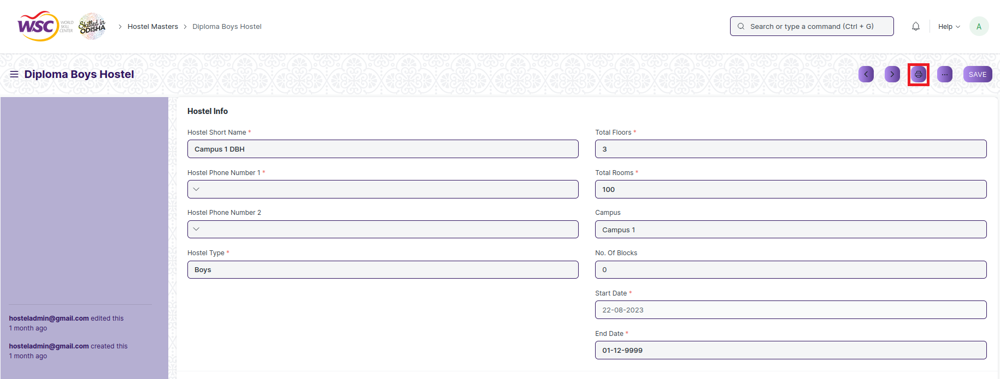 WSC WORLD SKILL CENTER
Skilled in ODISHA
Hostel Masters
Diploma Boys Hostel
Search or type a command (Ctrl + G)
Help
A
Diploma Boys Hostel
SAVE
Hostel Info
Hostel Short Name *
Campus 1 DBH
Hostel Phone Number 1 *
Hostel Phone Number 2
Hostel Type *
Boys
Total Floors *
3
Total Rooms *
100
Campus
Campus 1
No. Of Blocks
0
Start Date *
22-08-2023
End Date *
01-12-9999
hosteladmin@gmail.com edited this
1 month ago
hosteladmin@gmail.com created this
1 month ago